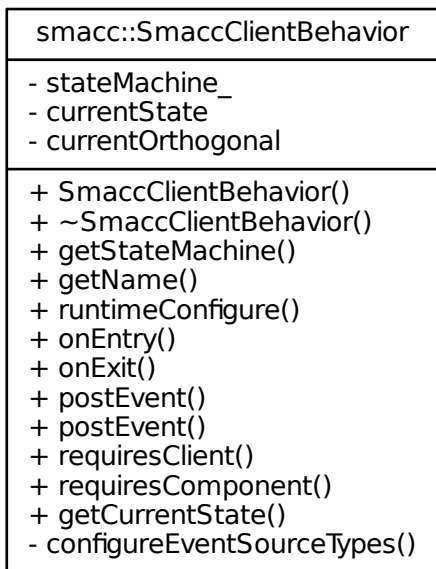 smacc::SmaccClientBehavior
- stateMachine_
- currentState
- currentOrthogonal
+ SmaccClientBehavior()
+ ~SmaccClientBehavior()
+ getStateMachine()
+ getName()
+ runtimeConfigure()
+ onEntry()
+ onExit()
+ postEvent()
+ postEvent()
+ requiresClient()
+ requiresComponent()
+ getCurrentState()
- configureEventSourceTypes()